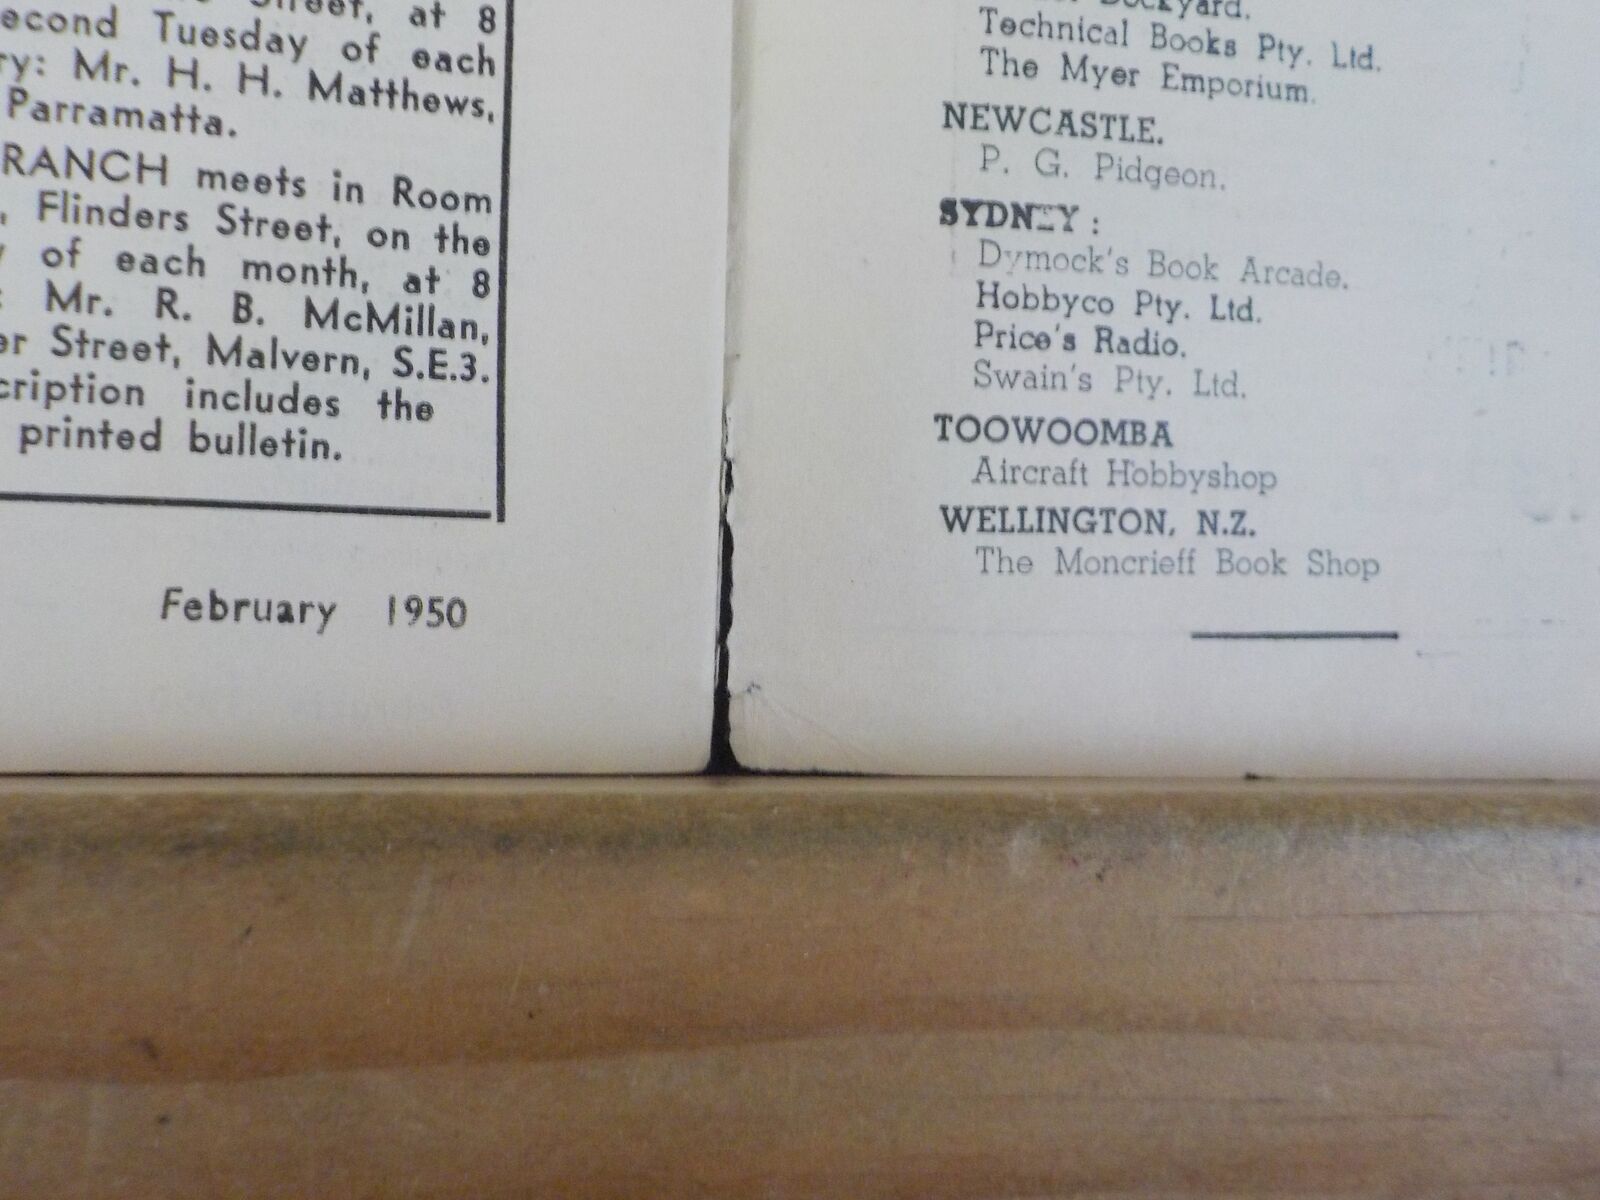 Street, at 8
econd Tuesday of each
ry: Mr. H. H. Matthews,
Parramatta.
RANCH meets in Room
, Flinders Street, on the
y of each month, at 8
: Mr. R. B. McMillan,
er Street, Malvern, S.E.3.
cription includes the
printed bulletin.
February 1950
Dockyard.
Technical Books Pty. Ltd.
The Myer Emporium.
NEWCASTLE.
P. G. Pidgeon.
SYDNEY :
Dymock's Book Arcade.
Hobbyco Pty. Ltd.
Price's Radio.
Swain's Pty. Ltd.
TOOWOOMBA
Aircraft Hobbyshop
WELLINGTON, N.Z.
The Moncrieff Book Shop